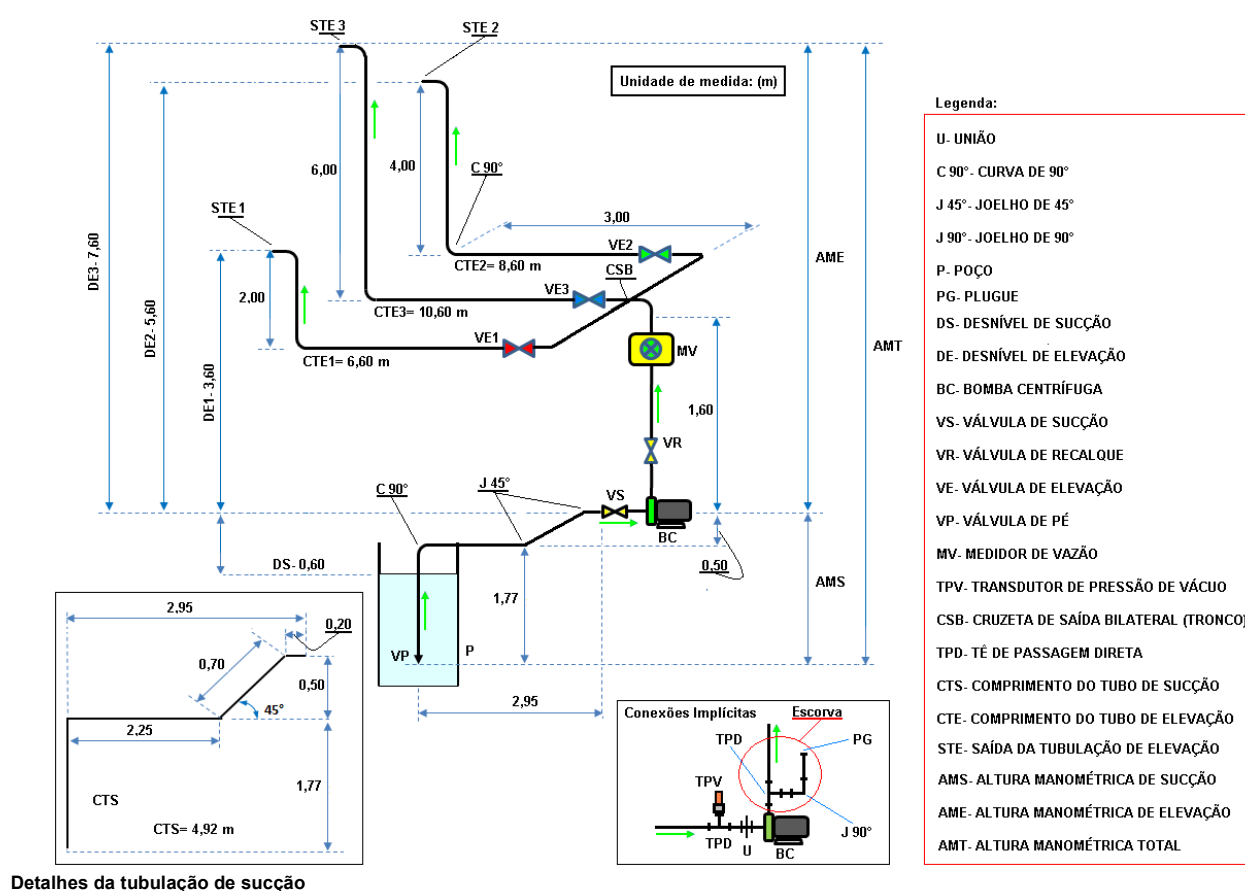 STE 3
STE 2
Unidade de medida: (m)
DE3- 7,60
DE2- 5,60
DE1- 3,60
6,00
4,00
C 90°
STE 1
2,00
3,00
VE2
CTE2= 8,60 m
CSB
VE3
CTE3= 10,60 m
VE1
CTE1= 6,60 m
MV
1,60
VR
AME
AMT
AMS
C 90°
J 45°
VS
BC
0,50
DS- 0,60
1,77
VP
P
2,95
2,95
0,20
0,70
0,50
45°
2,25
1,77
CTS
CTS= 4,92 m
Conexões Implícitas
Escorva
TPD
PG
TPV
TPD
U
BC
J 90°
Legenda:
U- UNIÃO
C 90°- CURVA DE 90°
J 45°- JOELHO DE 45°
J 90°- JOELHO DE 90°
P- POÇO
PG- PLUGUE
DS- DESNÍVEL DE SUCÇÃO
DE- DESNÍVEL DE ELEVAÇÃO
BC- BOMBA CENTRÍFUGA
VS- VÁLVULA DE SUCÇÃO
VR- VÁLVULA DE RECALQUE
VE- VÁLVULA DE ELEVAÇÃO
VP- VÁLVULA DE PÉ
MV- MEDIDOR DE VAZÃO
TPV- TRANSDUTOR DE PRESSÃO DE VÁCUO
CSB- CRUZETA DE SAÍDA BILATERAL (TRONCO)
TPD- TÊ DE PASSAGEM DIRETA
CTS- COMPRIMENTO DO TUBO DE SUCÇÃO
CTE- COMPRIMENTO DO TUBO DE ELEVAÇÃO
STE- SAÍDA DA TUBULAÇÃO DE ELEVAÇÃO
AMS- ALTURA MANOMÉTRICA DE SUCÇÃO
AME- ALTURA MANOMÉTRICA DE ELEVAÇÃO
AMT- ALTURA MANOMÉTRICA TOTAL
Detalhes da tubulação de sucção